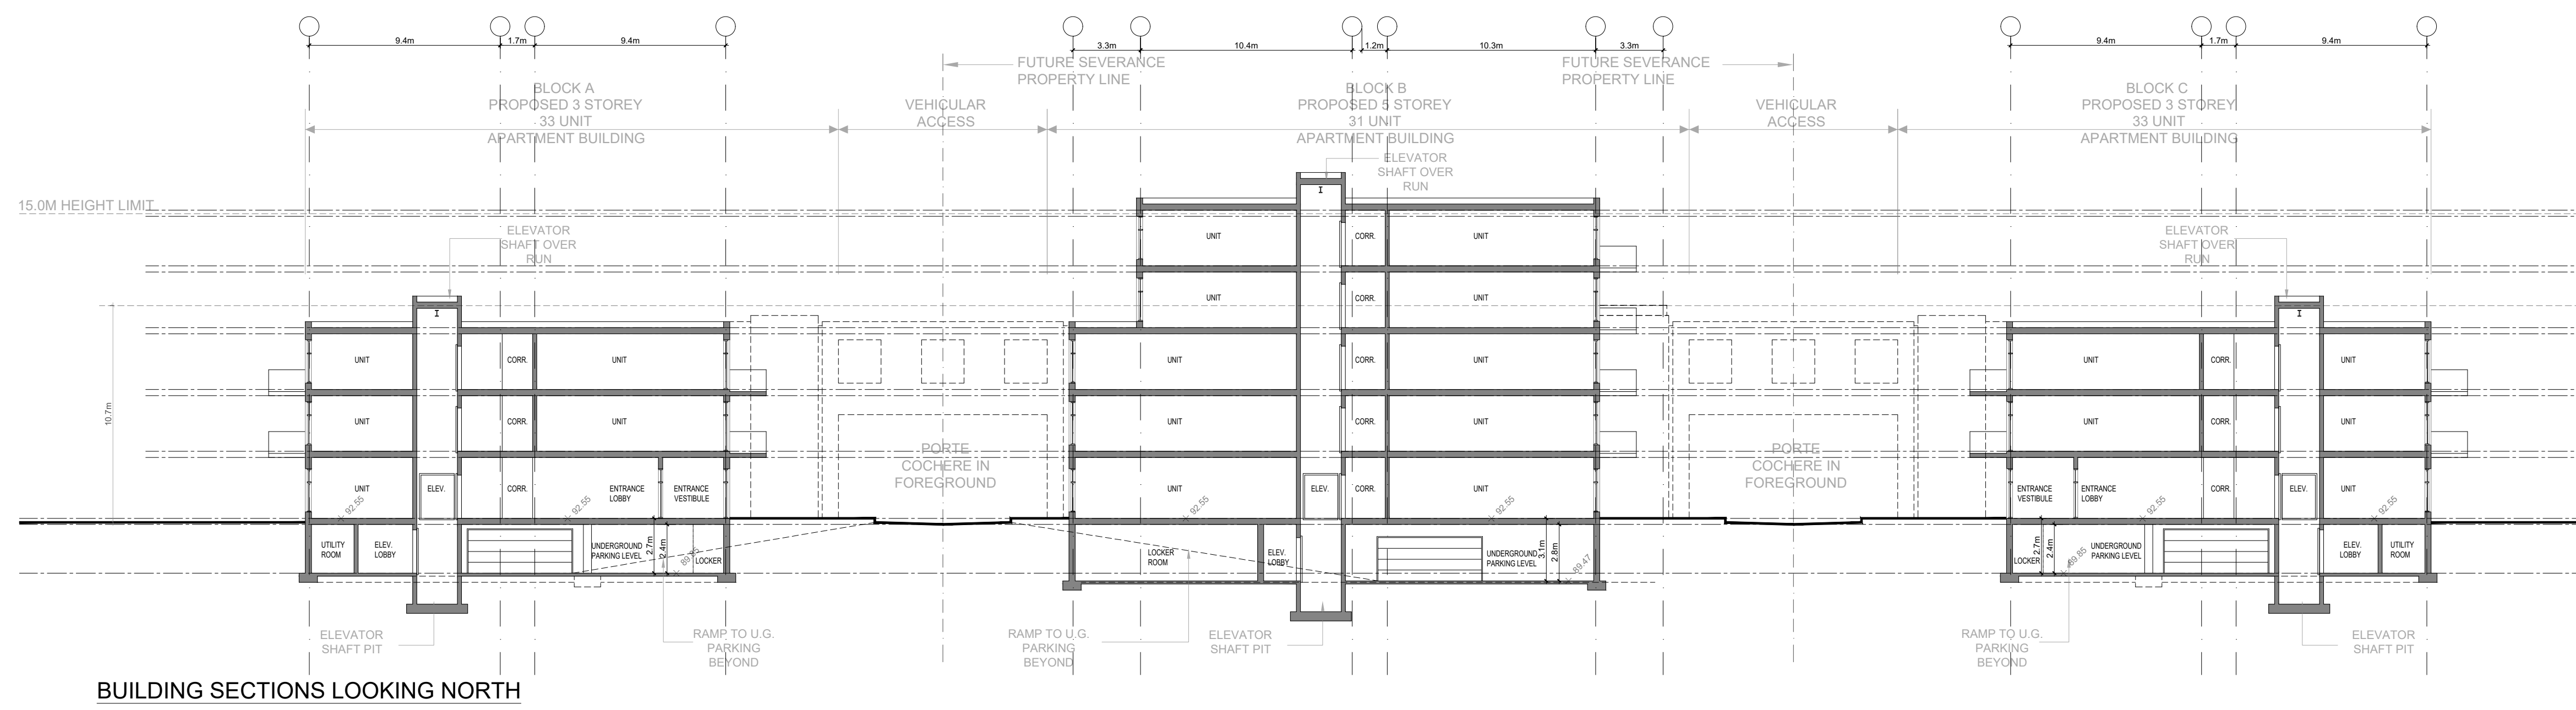 9.4m 1.7m 9.4m
3.3m 10.4m 1.2m 10.3m 3.3m
9.4m 1.7m 9.4m
FUTURE SEVERANCE
PROPERTY LINE
FUTURE SEVERANCE
PROPERTY LINE
BLOCK A
PROPOSED 3 STOREY
33 UNIT
APARTMENT BUILDING
VEHICULAR
ACCESS
BLOCK B
PROPOSED 5 STOREY
31 UNIT
APARTMENT BUILDING
VEHICULAR
ACCESS
BLOCK C
PROPOSED 3 STOREY
33 UNIT
APARTMENT BUILDING
15.0M HEIGHT LIMIT
ELEVATOR
SHAFT OVER
RUN
ELEVATOR
SHAFT OVER
RUN
ELEVATOR
SHAFT OVER
RUN
10.7m
UNIT CORR. UNIT
UNIT CORR. UNIT
UNIT ELEV. CORR. ENTRANCE
LOBBY
ENTRANCE
VESTIBULE
92.55 92.55
UTILITY
ROOM
ELEV.
LOBBY
UNDERGROUND
PARKING LEVEL
2.7m 2.4m
89.85
LOCKER
PORTE
COCHERE IN
FOREGROUND
UNIT CORR. UNIT
UNIT CORR. UNIT
UNIT CORR. UNIT
UNIT CORR. UNIT
UNIT ELEV. CORR. UNIT
92.55 92.55
LOCKER
ROOM
ELEV.
LOBBY
UNDERGROUND
PARKING LEVEL
3.1m 2.8m
89.47
PORTE
COCHERE IN
FOREGROUND
UNIT CORR. UNIT
UNIT CORR. UNIT
ENTRANCE
VESTIBULE
ENTRANCE
LOBBY
CORR. ELEV. UNIT
92.55 92.55
LOCKER
2.7m 2.4m
89.85
UNDERGROUND
PARKING LEVEL
ELEV.
LOBBY
UTILITY
ROOM
ELEVATOR
SHAFT PIT
RAMP TO U.G.
PARKING
BEYOND
RAMP TO U.G.
PARKING
BEYOND
ELEVATOR
SHAFT PIT
RAMP TO U.G.
PARKING
BEYOND
ELEVATOR
SHAFT PIT
BUILDING SECTIONS LOOKING NORTH